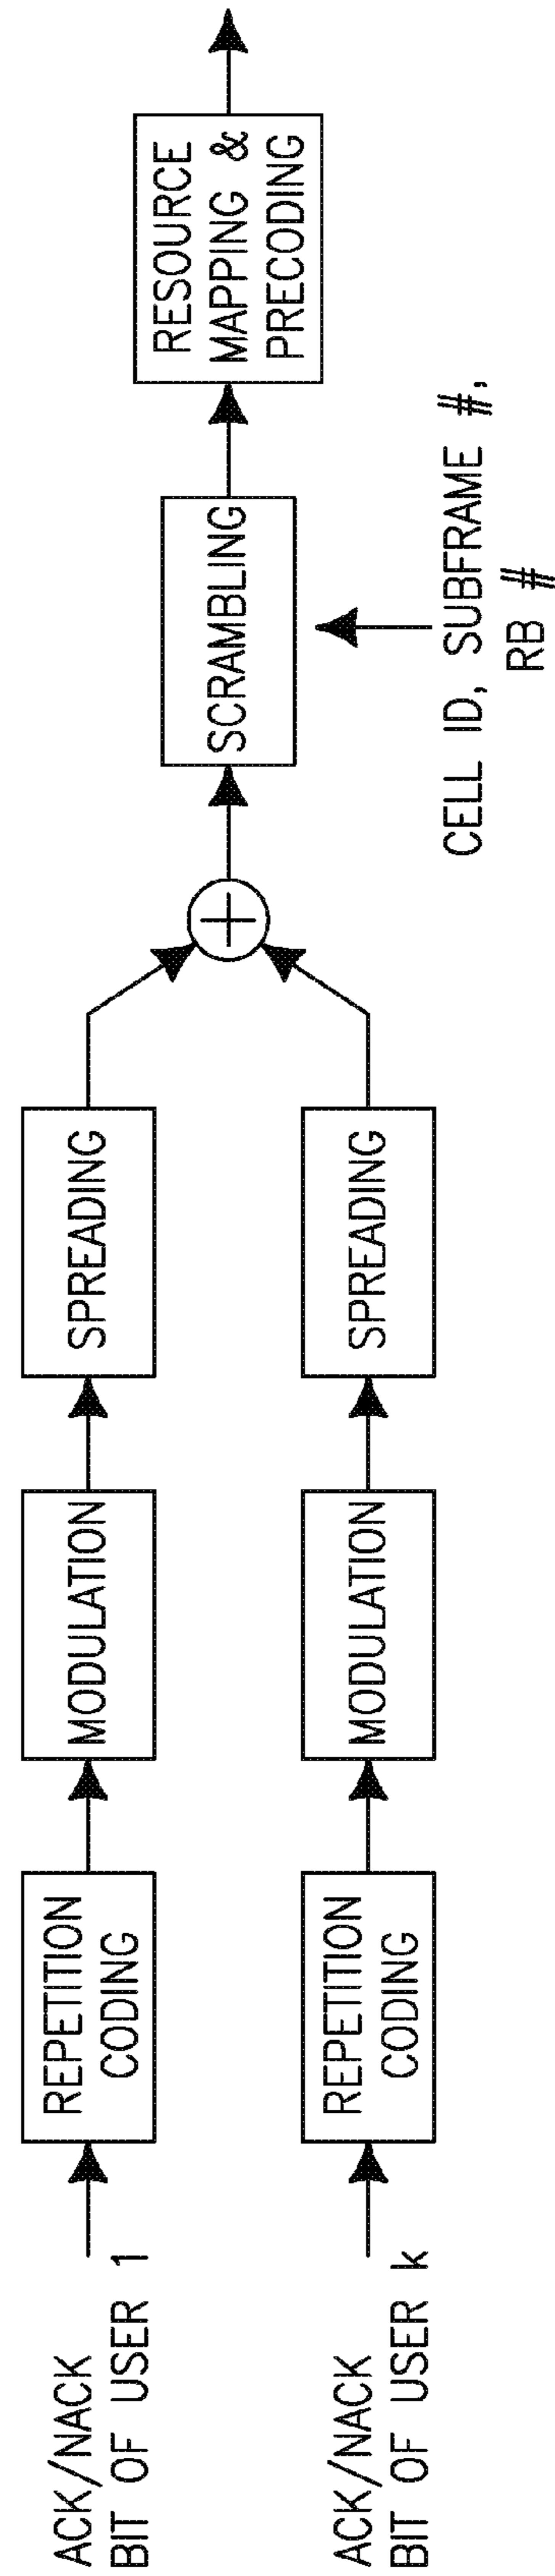 ACK/NACK
BIT OF USER 1
REPETITION
CODING
MODULATION
SPREADING
ACK/NACK
BIT OF USER k
REPETITION
CODING
MODULATION
SPREADING
SCRAMBLING
CELL ID, SUBFRAME #,
RB #
RESOURCE
MAPPING &
PRECODING